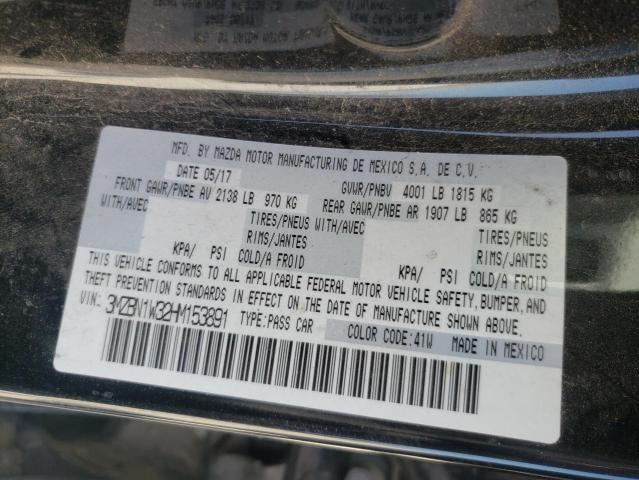 MFD. BY MAZDA MOTOR MANUFACTURING DE MEXICO S.A. DE C.V.
DATE 05/17 GVWR/PNBV 4001 LB 1815 KG
FRONT GAWR/PNBE AV 2138 LB 970 KG REAR GAWR/PNBE AR 1907 LB 865 KG
WITH/AVEC TIRES/PNEUS WITH/AVEC TIRES/PNEUS
RIMS/JANTES RIMS/JANTES
KPA/ PSI COLD/A FROID KPA/ PSI COLD/A FROID
THIS VEHICLE CONFORMS TO ALL APPLICABLE FEDERAL MOTOR VEHICLE SAFETY, BUMPER, AND
THEFT PREVENTION STANDARDS IN EFFECT ON THE DATE OF MANUFACTURE SHOWN ABOVE.
VIN: 3MZBN1W32HM153891 TYPE:PASS CAR COLOR CODE:41W MADE IN MEXICO